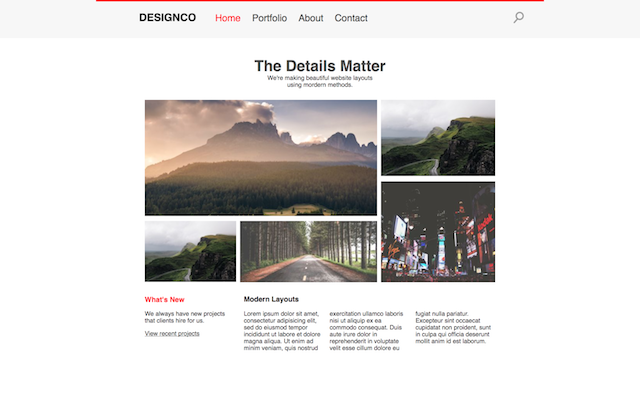 DESIGNCO Home Portfolio About Contact
The Details Matter
We're making beautiful website layouts
using mordern methods.
What's New
We always have new projects
that clients hire for us.
View recent projects
Modern Layouts
Lorem ipsum dolor sit amet,
consectetur adipisicing elit,
sed do eiusmod tempor
incididunt ut labore et dolore
magna aliqua. Ut enim ad
minim veniam, quis nostrud
exercitation ullamco laboris
nisi ut aliquip ex ea
commodo consequat. Duis
aute irure dolor in
reprehenderit in voluptate
velit esse cillum dolore eu
fugiat nulla pariatur.
Excepteur sint occaecat
cupidatat non proident, sunt
in culpa qui officia deserunt
mollit anim id est laborum.